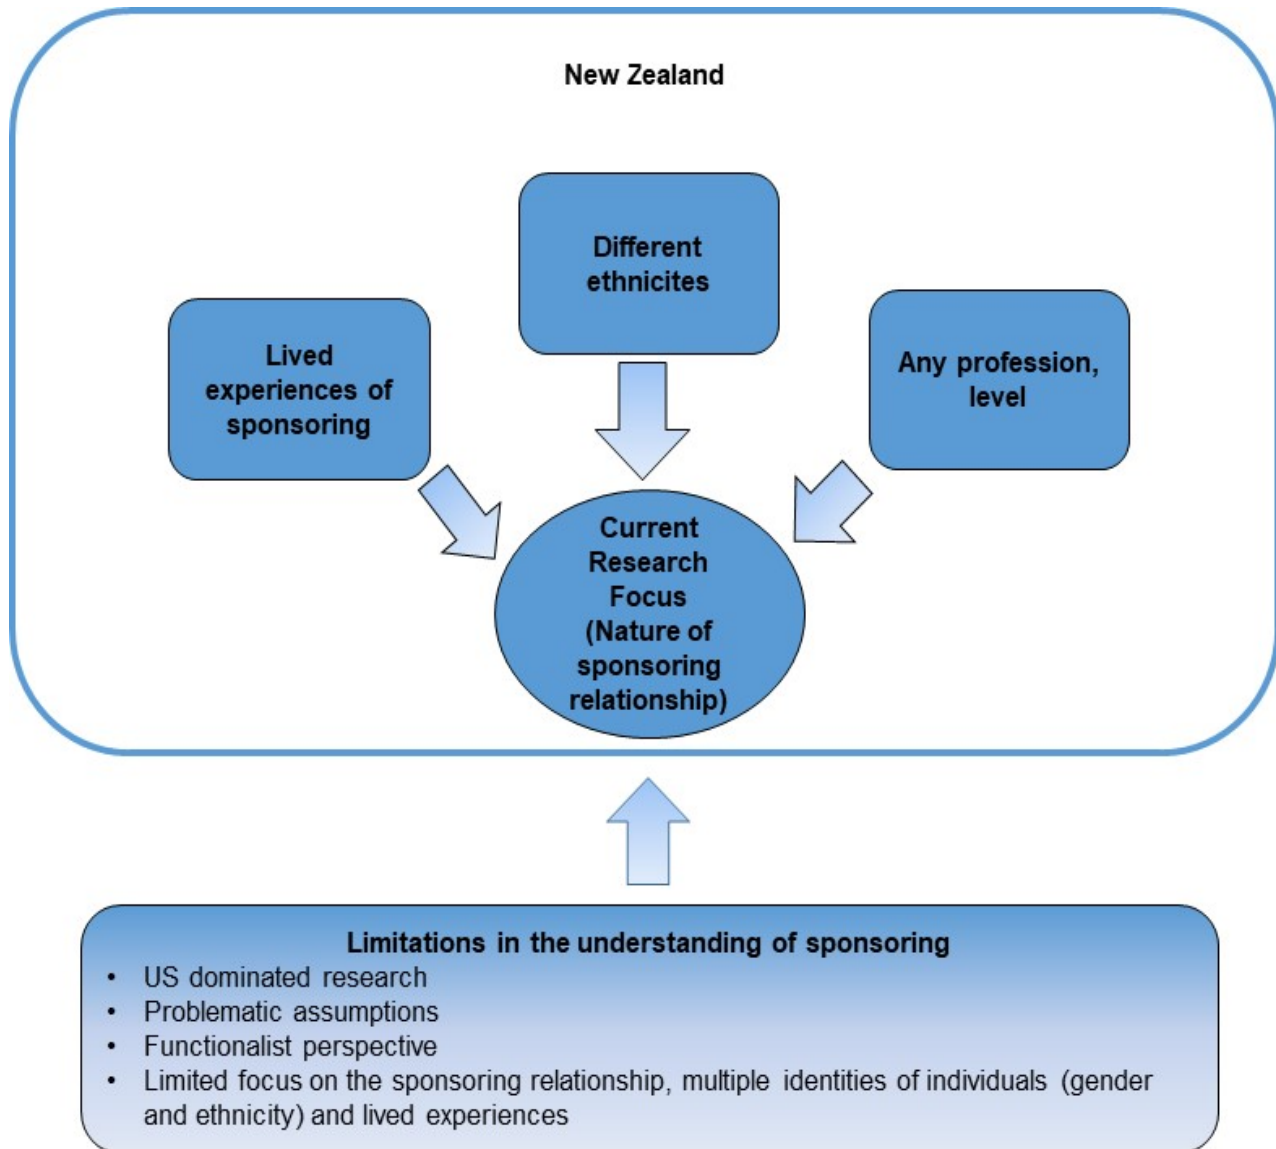 New Zealand
Different
ethnicites
Lived
experiences of
sponsoring
Any profession,
level
Current
Research
Focus
(Nature of
sponsoring
relationship)
Limitations in the understanding of sponsoring
• US dominated research
• Problematic assumptions
• Functionalist perspective
• Limited focus on the sponsoring relationship, multiple identities of individuals (gender
and ethnicity) and lived experiences